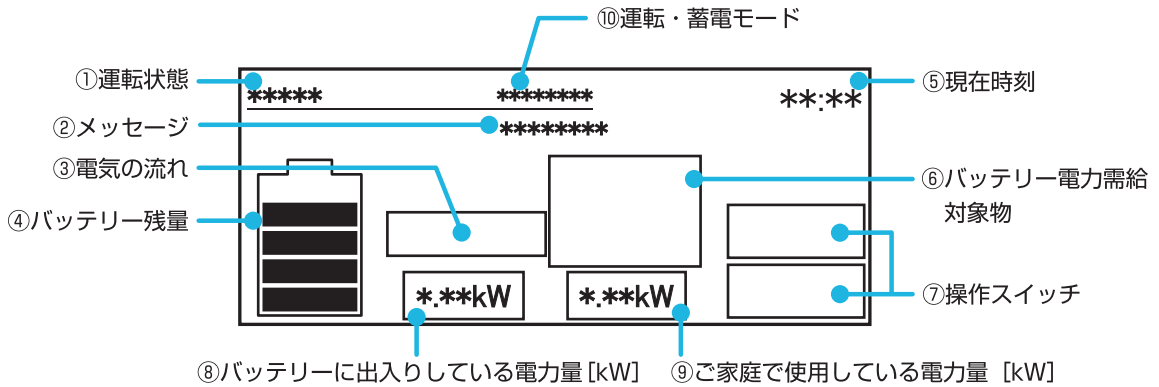 ⑩運転・蓄電モード
①運転状態
*****
********
**:**
⑤現在時刻
②メッセージ
********
③電気の流れ
⑥バッテリー電力需給
対象物
④バッテリー残量
*.**kW
*.**kW
⑦操作スイッチ
⑧バッテリーに出入りしている電力量[kW]
⑨ご家庭で使用している電力量[kW]